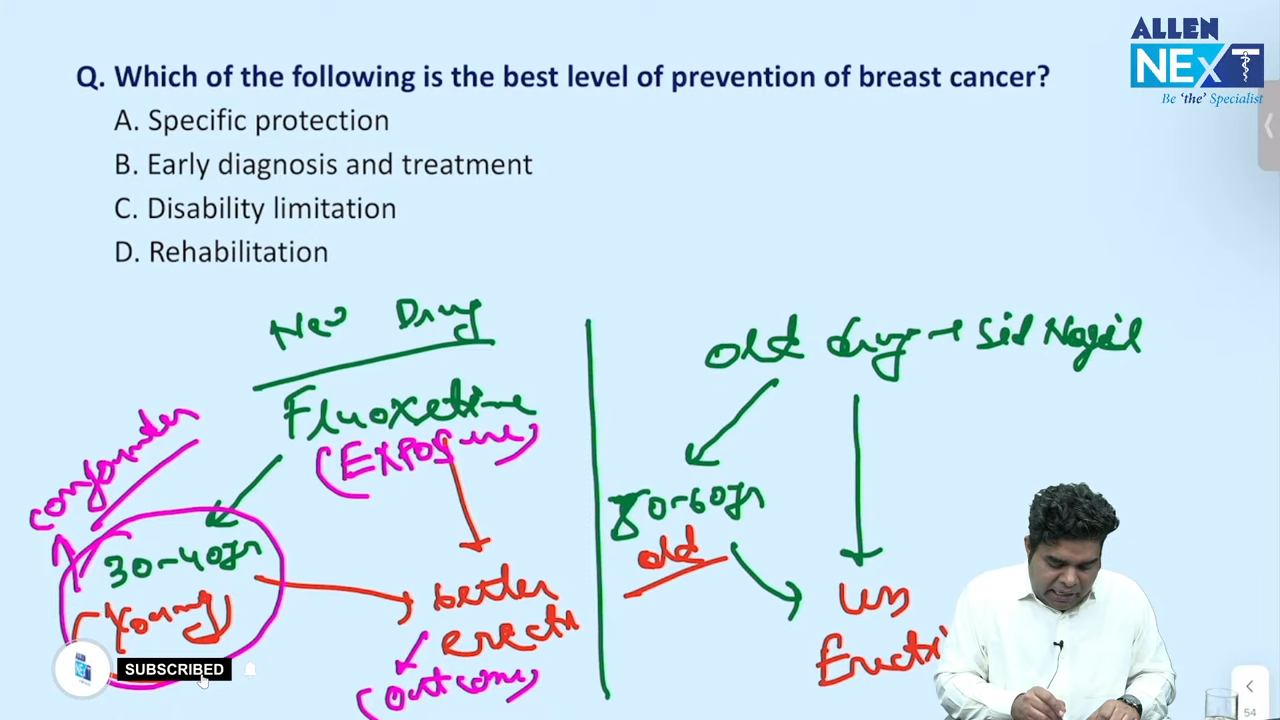 ALLEN
NEXT
Be 'the' Specialist
Q. Which of the following is the best level of prevention of breast cancer?
A. Specific protection
B. Early diagnosis and treatment
C. Disability limitation
D. Rehabilitation
New Drug
Fluoxetine
(Exposure)
confounder
30-40yr
(Young)
better
erecti
(outcome)
old drug → Sildenafil
50-60yr
old
less
Erecti
SUBSCRIBED
54